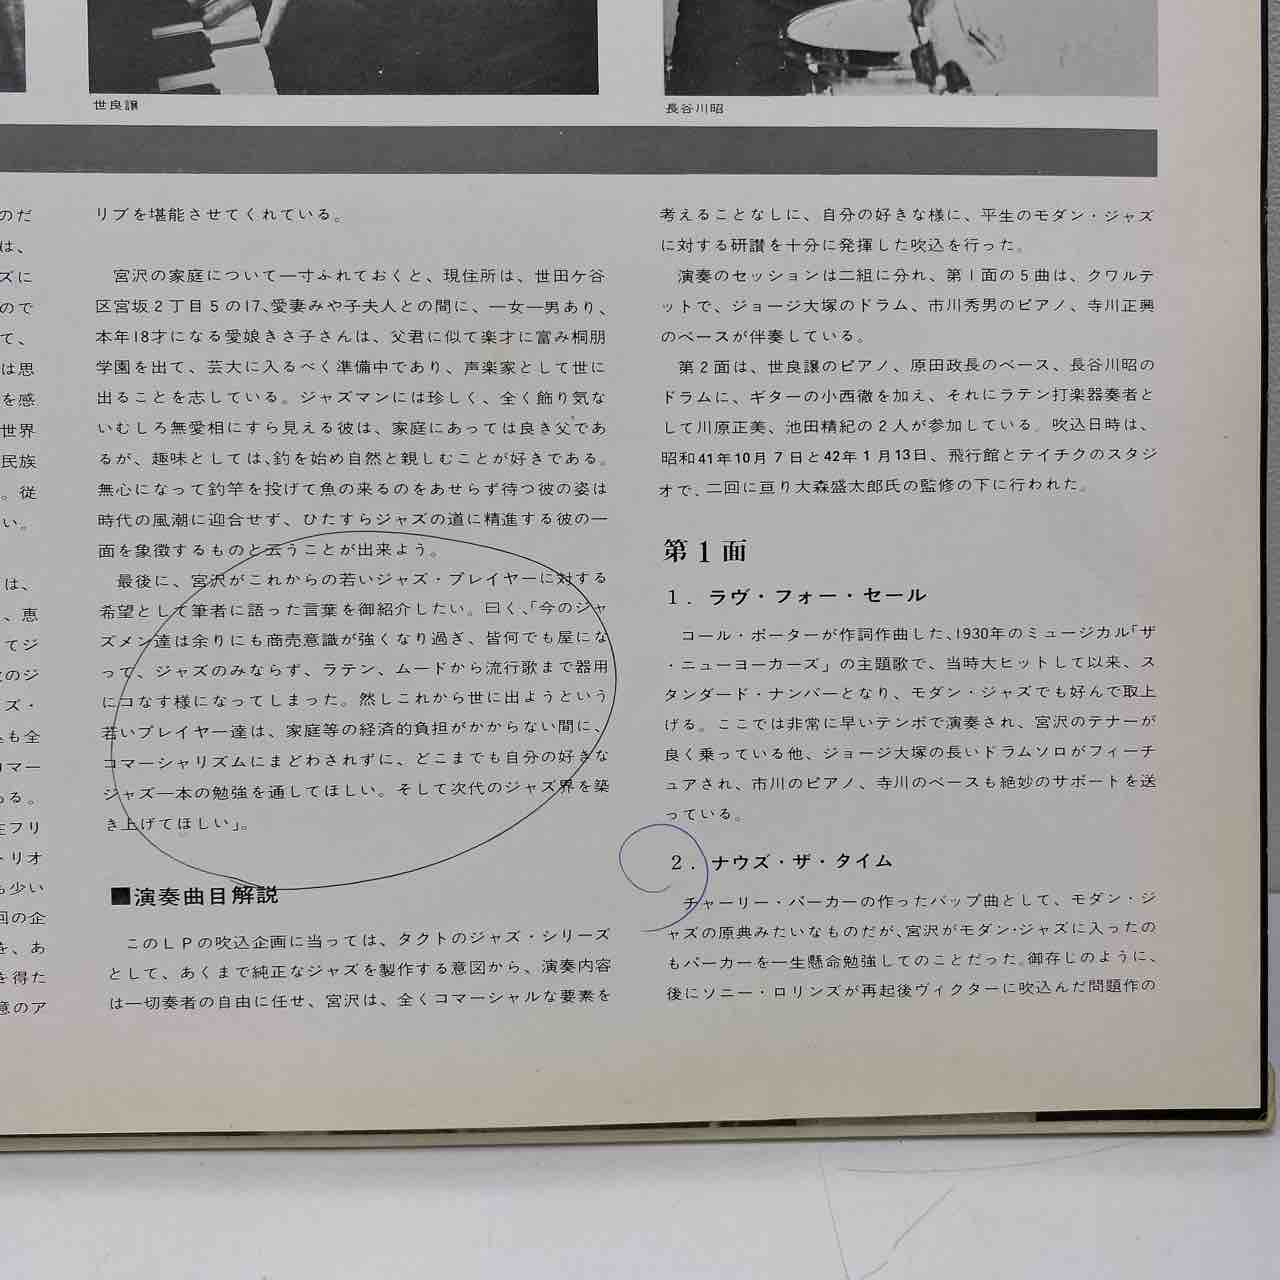 世良譲
長谷川昭
のだ
は、
ズに
ので
て、
は思
を感
世界
民族
。従
い。
は、
、恵
てジ
のジ
ズ・
も全
マー
る。
フリ
トリオ
も少い
回の企
を、あ
を得た
意のア
リブを堪能させてくれている。
宮沢の家庭について一寸ふれておくと、現住所は、世田ケ谷
区宮坂2丁目5の17、愛妻みや子夫人との間に、一女一男あり、
本年18才になる愛娘きさ子さんは、父君に似て楽才に富み桐朋
学園を出て、芸大に入るべく準備中であり、声楽家として世に
出ることを志している。ジャズマンには珍しく、全く飾り気な
いむしろ無愛相にすら見える彼は、家庭にあっては良き父であ
るが、趣味としては、釣を始め自然と親しむことが好きである。
無心になって釣竿を投げて魚の来るのをあせらず待つ彼の姿は
時代の風潮に迎合せず、ひたすらジャズの道に精進する彼の一
面を象徴するものと云うことが出来よう。
最後に、宮沢がこれからの若いジャズ・プレイヤーに対する
希望として筆者に語った言葉を御紹介したい。曰く、「今のジャ
ズメン達は余りにも商売意識が強くなり過ぎ、皆何でも屋にな
って、ジャズのみならず、ラテン、ムードから流行歌まで器用
にコなす様になってしまった。然しこれから世に出ようという
若いプレイヤー達は、家庭等の経済的負担がかからない間に、
コマーシャリズムにまどわされずに、どこまでも自分の好きな
ジャズ一本の勉強を通してほしい。そして次代のジャズ界を築
き上げてほしい」。
■演奏曲目解説
このLPの吹込企画に当っては、タクトのジャズ・シリーズ
として、あくまで純正なジャズを製作する意図から、演奏内容
は一切奏者の自由に任せ、宮沢は、全くコマーシャルな要素を
考えることなしに、自分の好きな様に、平生のモダン・ジャズ
に対する研讃を十分に発揮した吹込を行った。
演奏のセッションは二組に分れ、第1面の5曲は、クワルテ
ットで、ジョージ大塚のドラム、市川秀男のピアノ、寺川正興
のベースが伴奏している。
第2面は、世良譲のピアノ、原田政長のベース、長谷川昭の
ドラムに、ギターの小西徹を加え、それにラテン打楽器奏者と
して川原正美、池田精紀の2人が参加している。吹込日時は、
昭和41年10月7日と42年1月13日、飛行館とテイチクのスタジ
オで、二回に亘り大森盛太郎氏の監修の下に行われた。
第1面
1．ラヴ・フォー・セール
コール・ポーターが作詞作曲した、1930年のミュージカル「ザ
・ニューヨーカーズ」の主題歌で、当時大ヒットして以来、ス
タンダード・ナンバーとなり、モダン・ジャズでも好んで取上
げる。ここでは非常に早いテンポで演奏され、宮沢のテナーが
良く乗っている他、ジョージ大塚の長いドラムソロがフィーチ
ュアされ、市川のピアノ、寺川のベースも絶妙のサポートを送
っている。
2．ナウズ・ザ・タイム
チャーリー・パーカーの作ったバップ曲として、モダン・ジ
ャズの原典みたいなものだが、宮沢がモダン・ジャズに入ったの
もパーカーを一生懸命勉強してのことだった。御存じのように、
後にソニー・ロリンズが再起後ヴィクターに吹込んだ問題作の